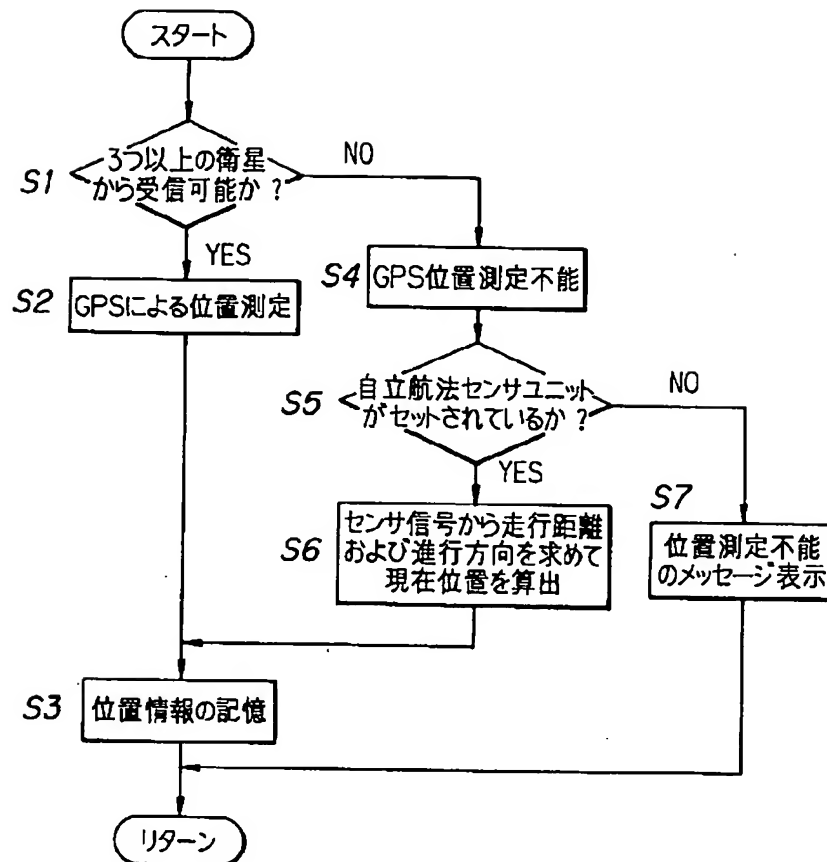 スタート
S1
3つ以上の衛星
から受信可能か？
NO
YES
S2
GPSによる位置測定
S4
GPS位置測定不能
S5
自立航法センサユニット
がセットされているか？
NO
YES
S6
センサ信号から走行距離
および進行方向を求めて
現在位置を算出
S7
位置測定不能
のメッセージ表示
S3
位置情報の記憶
リターン